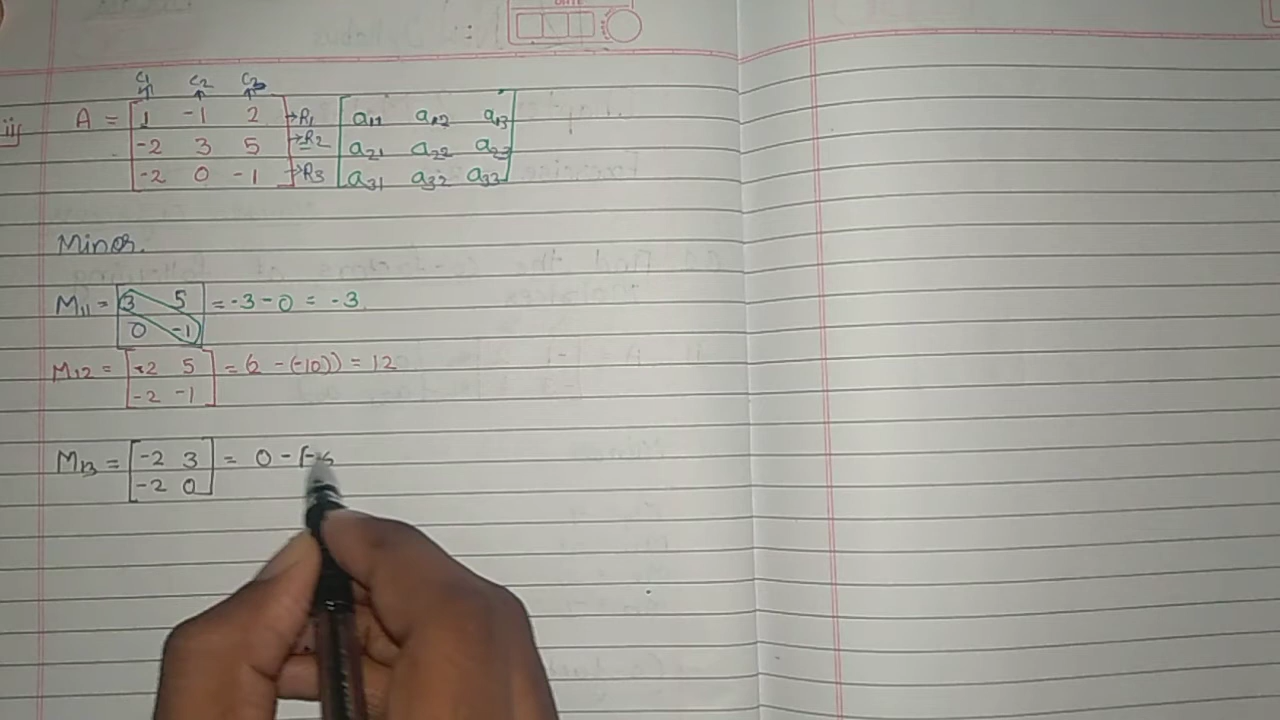 C1 C2 C3
ii) A = [ 1 -1 2 →R1 [ a11 a12 a13
-2 3 5 →R2 a21 a22 a23
-2 0 -1 ] →R3 a31 a32 a33 ]
Minor.
M11 = [ 3 5 = -3 - 0 = -3
0 -1 ]
M12 = [ -2 5 = (2 - (-10)) = 12
-2 -1 ]
M13 = [ -2 3 = 0 - (-6
-2 0 ]